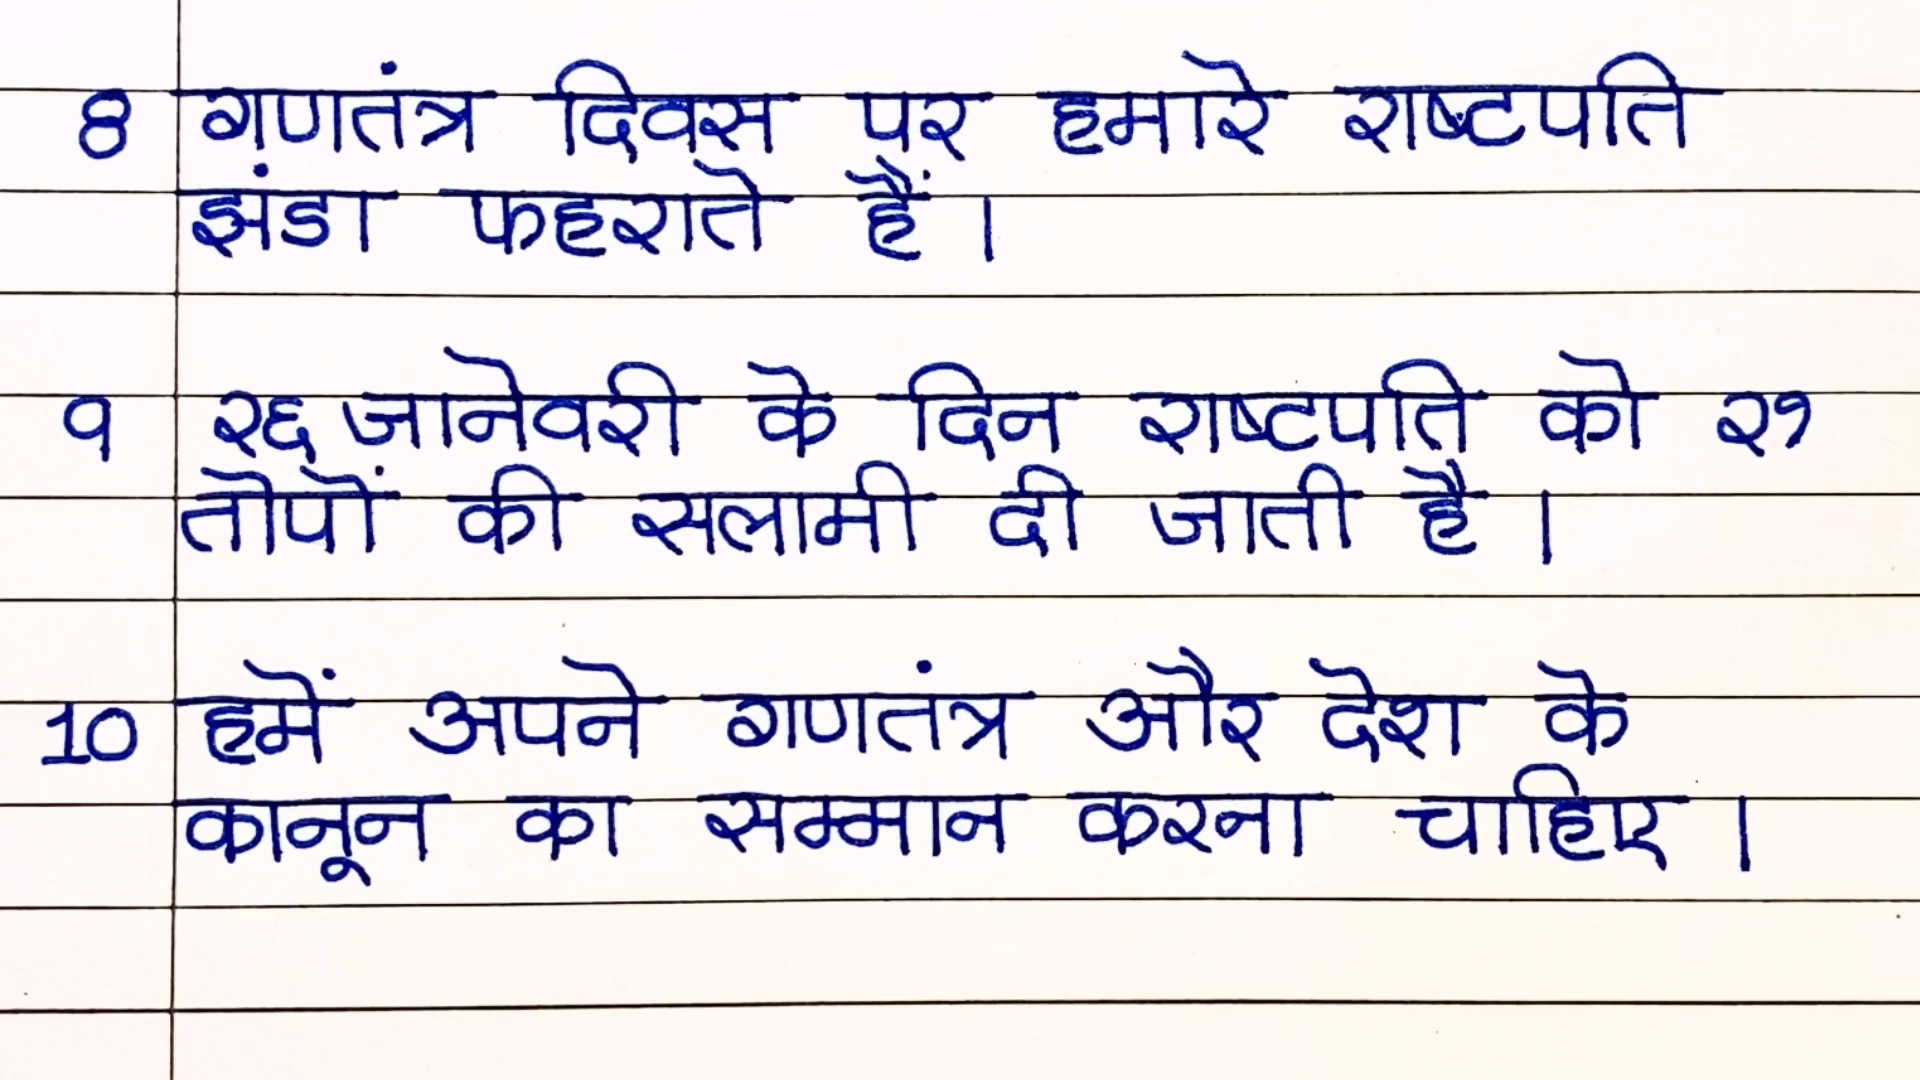 8 गणतंत्र दिवस पर हमारे राष्टपति
झंडा फहराते हैं।
9 २६ जानेवरी के दिन राष्टपति को २१
तोपों की सलामी दी जाती है।
10 हमें अपने गणतंत्र और देश के
कानून का सम्मान करना चाहिए।